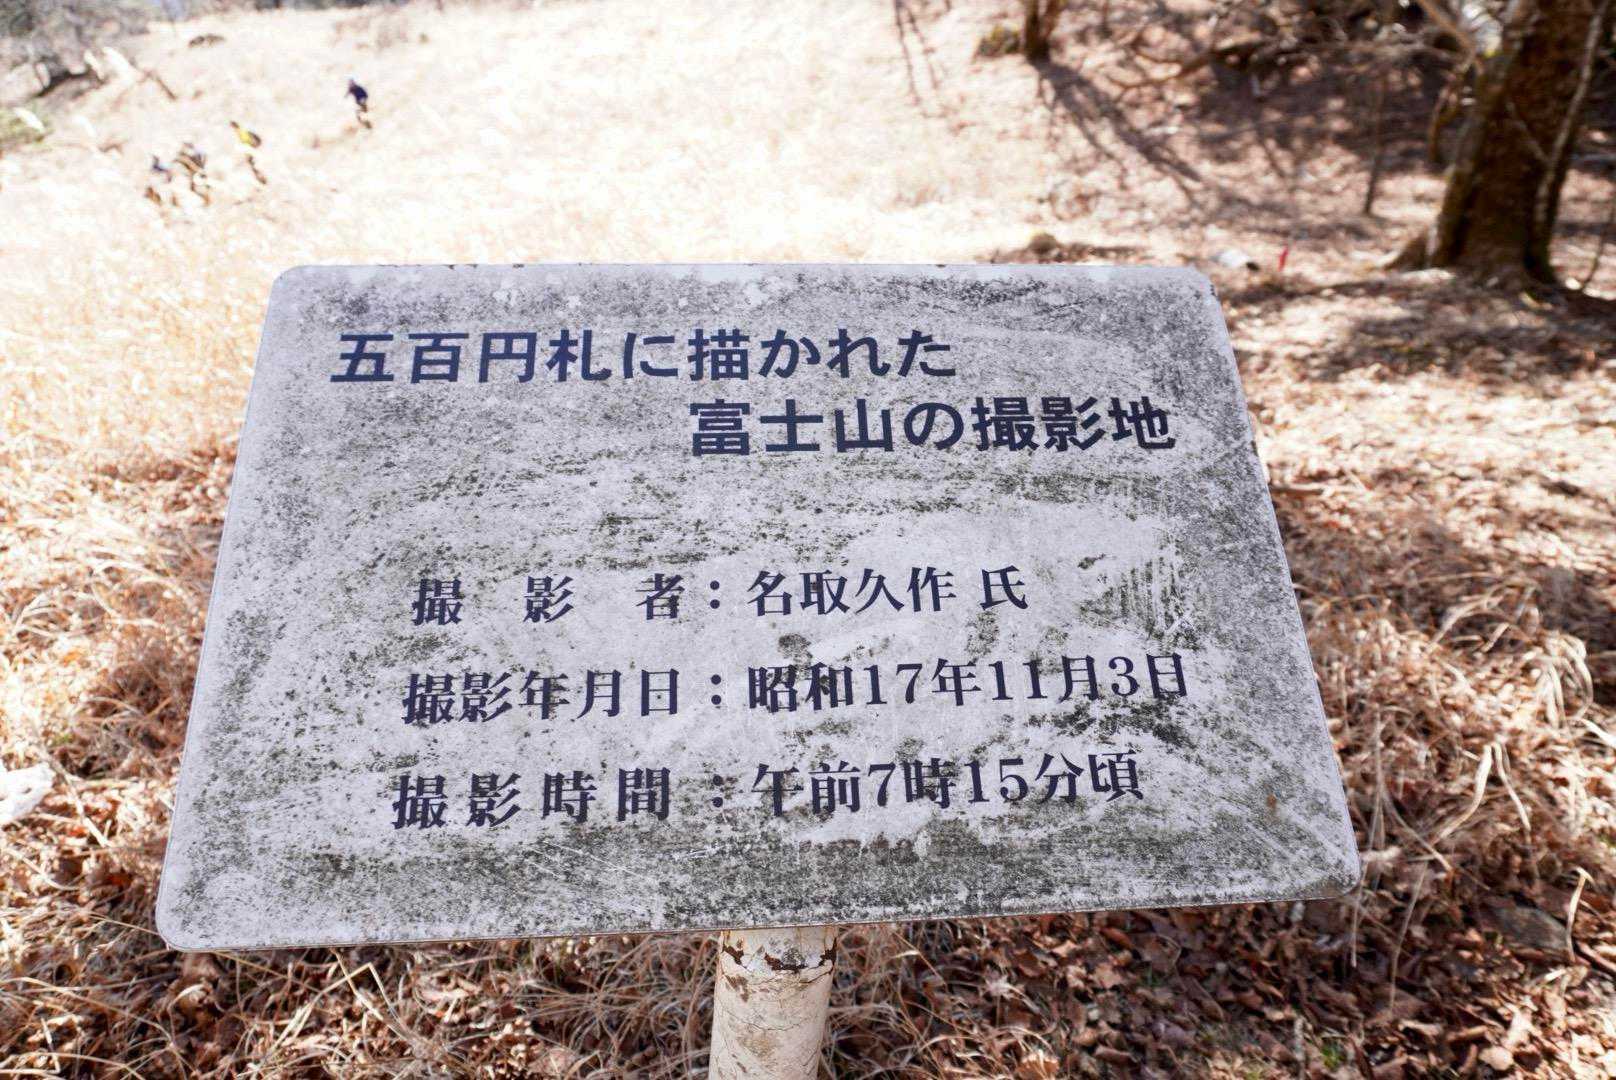 五百円札に描かれた
富士山の撮影地
撮影者：名取久作 氏
撮影年月日：昭和17年11月3日
撮影時間：午前7時15分頃